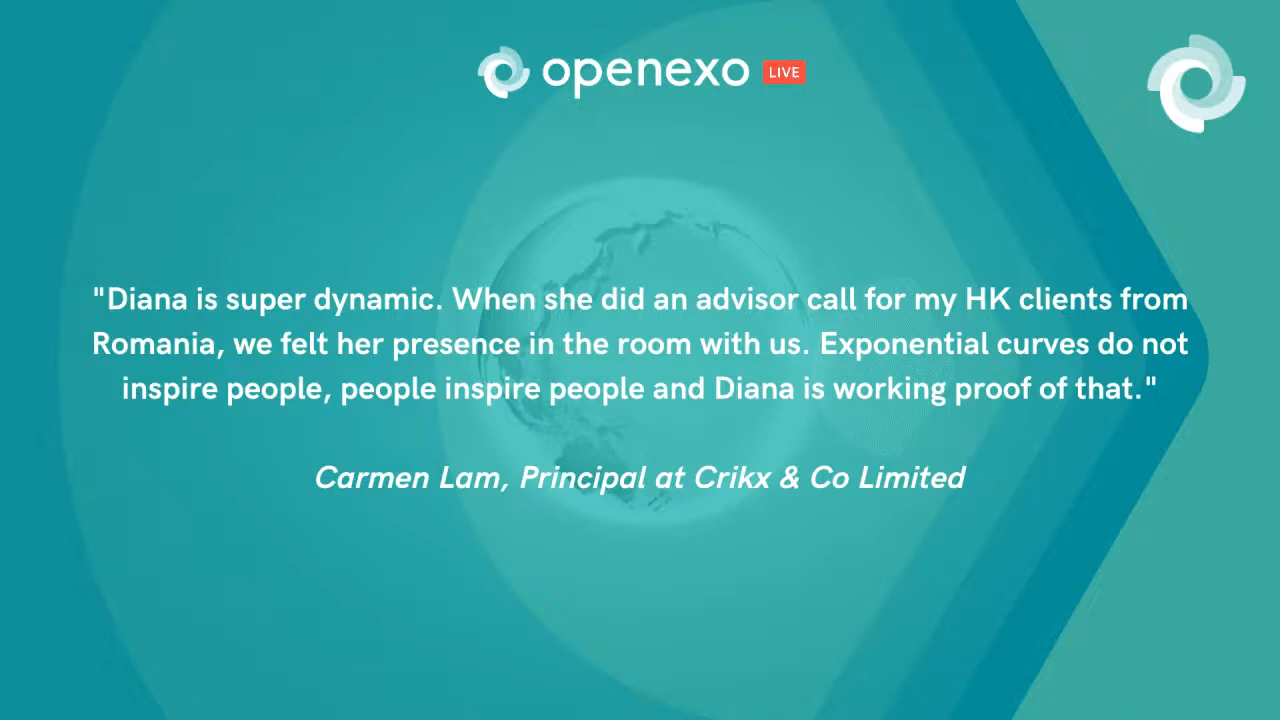 openexo LIVE
"Diana is super dynamic. When she did an advisor call for my HK clients from
Romania, we felt her presence in the room with us. Exponential curves do not
inspire people, people inspire people and Diana is working proof of that."
Carmen Lam, Principal at Crikx & Co Limited